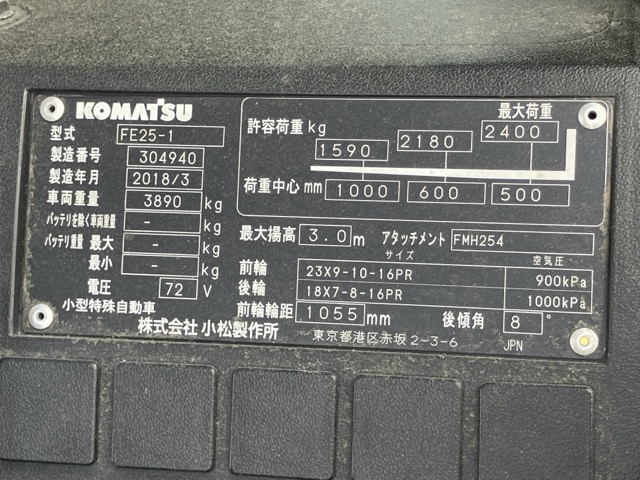 KOMATSU
型式 FE25-1
製造番号 304940
製造年月 2018/3
車両重量 3890 kg
バッテリを除く車両重量 - kg
バッテリ重量 最大 - kg
最小 - kg
電圧 72 V
小型特殊自動車
株式会社 小松製作所
最大荷重
許容荷重 kg 1590 2180 2400
荷重中心 mm 1000 600 500
最大揚高 3.0 m アタッチメント FMH254
サイズ 空気圧
前輪 23X9-10-16PR 900kPa
後輪 18X7-8-16PR 1000kPa
前輪輪距 1055 mm 後傾角 8 °
東京都港区赤坂 2-3-6 JPN